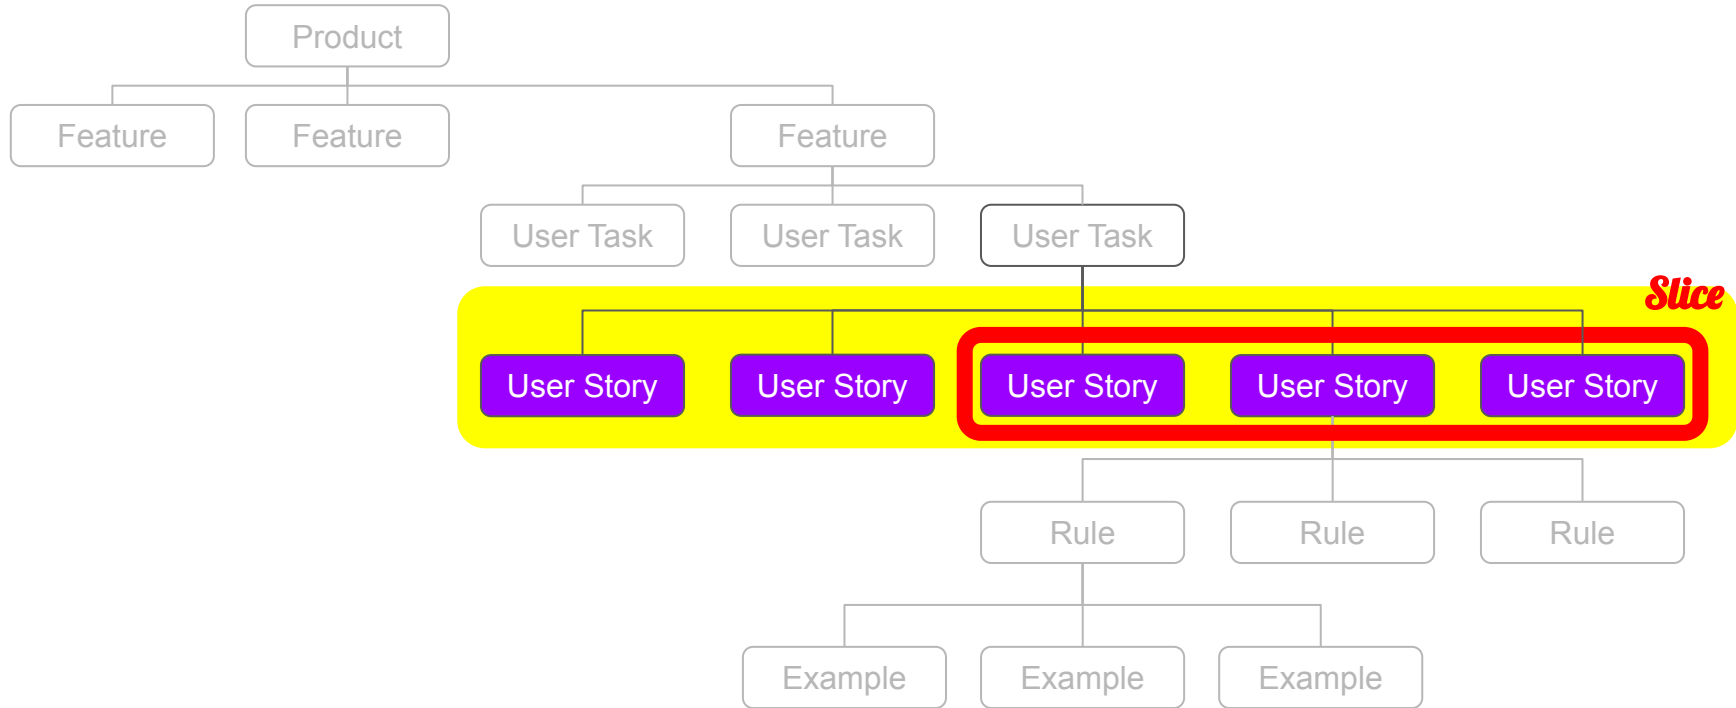 Product
Feature
Feature
Feature
User Task
User Task
User Task
Slice
User Story
User Story
User Story
User Story
User Story
Rule
Rule
Rule
Example
Example
Example